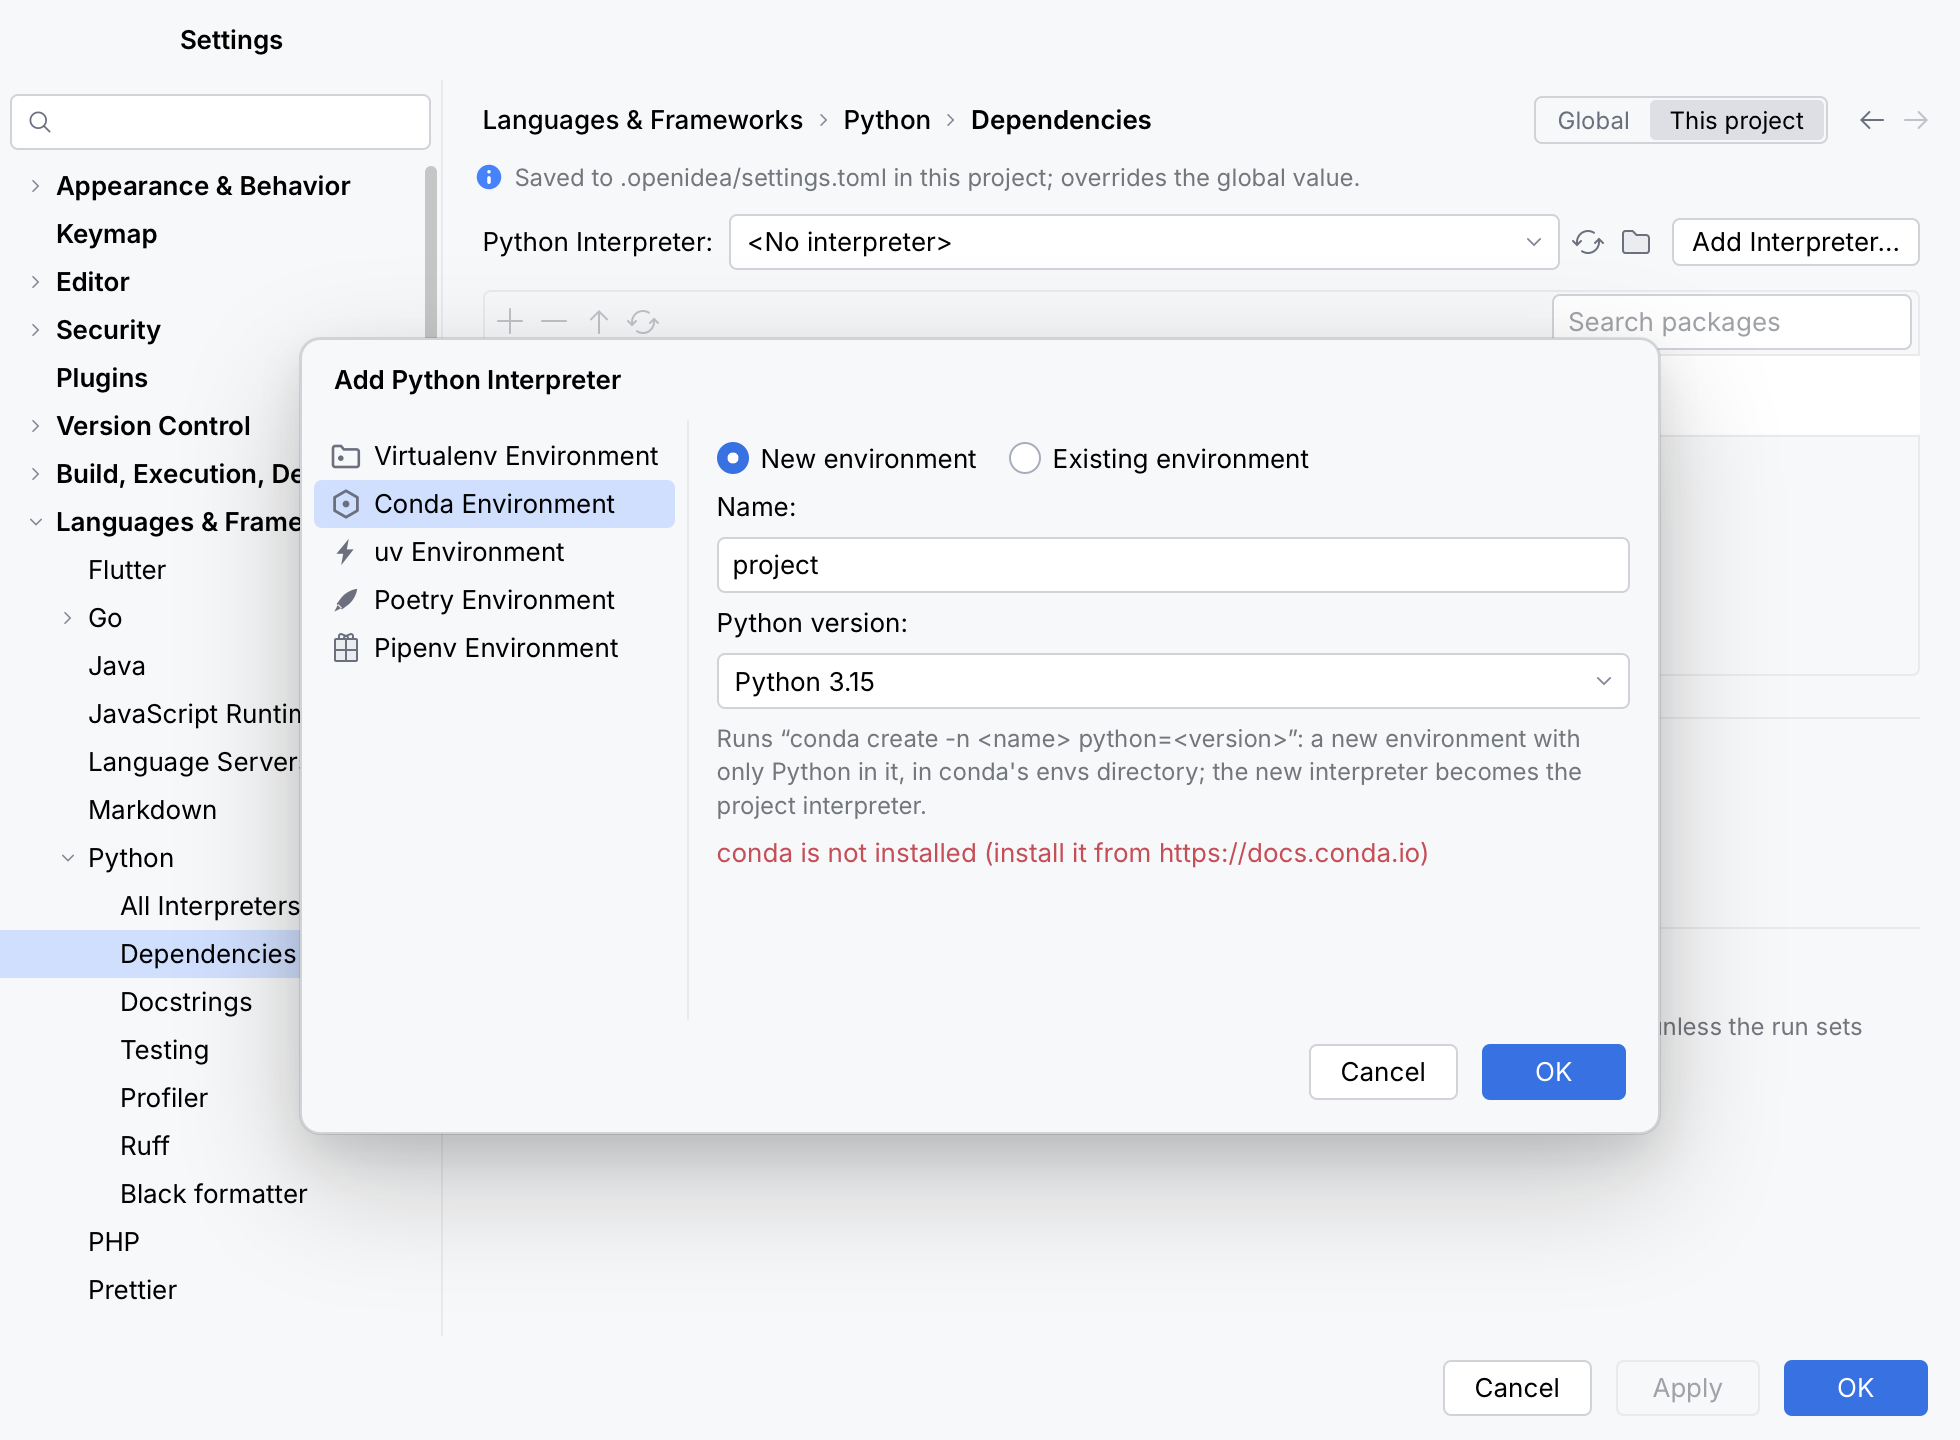 Settings
Appearance & Behavior
Keymap
Editor
Security
Plugins
Version Control
Build, Execution, De
Languages & Frame
Flutter
Go
Java
JavaScript Runtim
Language Servers
Markdown
Python
All Interpreters
Dependencies
Docstrings
Testing
Profiler
Ruff
Black formatter
PHP
Prettier
Languages & Frameworks › Python › Dependencies
Global
This project
Saved to .openidea/settings.toml in this project; overrides the global value.
Python Interpreter:
<No interpreter>
Add Interpreter...
Search packages
Add Python Interpreter
Virtualenv Environment
Conda Environment
uv Environment
Poetry Environment
Pipenv Environment
New environment
Existing environment
Name:
project
Python version:
Python 3.15
Runs “conda create -n <name> python=<version>”: a new environment with
only Python in it, in conda's envs directory; the new interpreter becomes the
project interpreter.
conda is not installed (install it from https://docs.conda.io)
Cancel
OK
unless the run sets
Cancel
Apply
OK